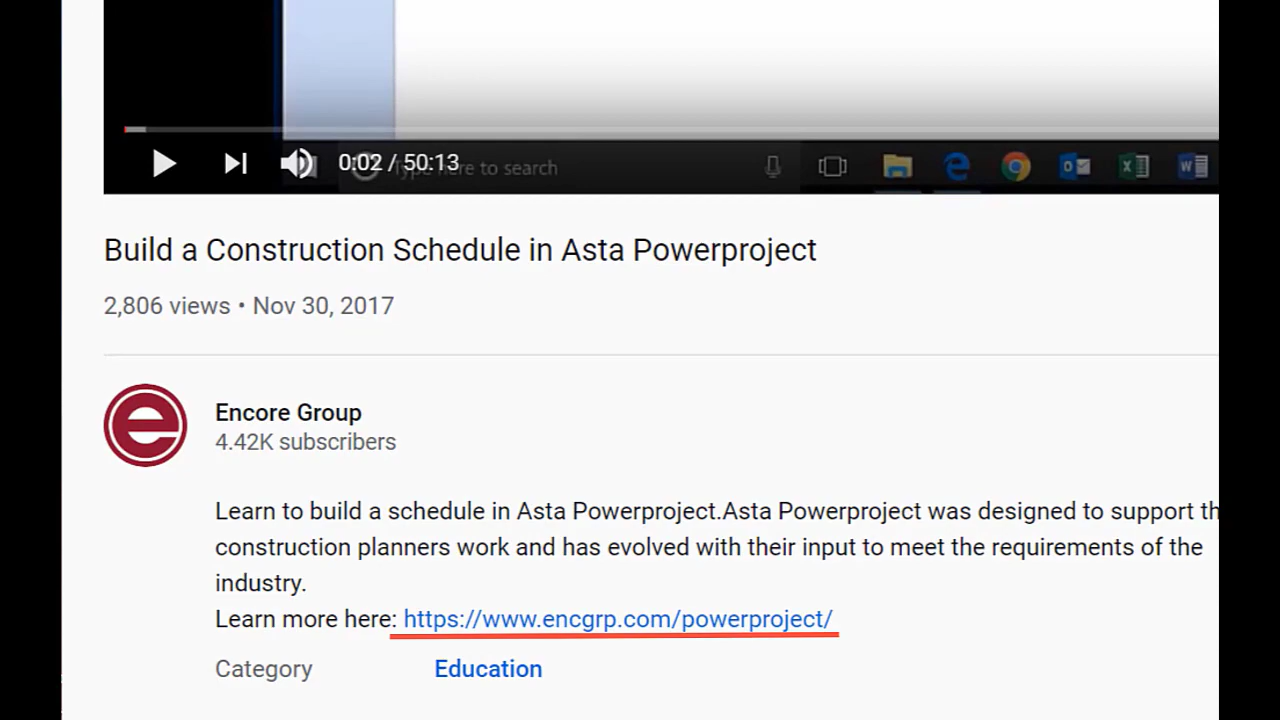 0:02 / 50:13
Type here to search
Build a Construction Schedule in Asta Powerproject
2,806 views • Nov 30, 2017
e
Encore Group
4.42K subscribers
Learn to build a schedule in Asta Powerproject.Asta Powerproject was designed to support th
construction planners work and has evolved with their input to meet the requirements of the
industry.
Learn more here: https://www.encgrp.com/powerproject/
Category Education